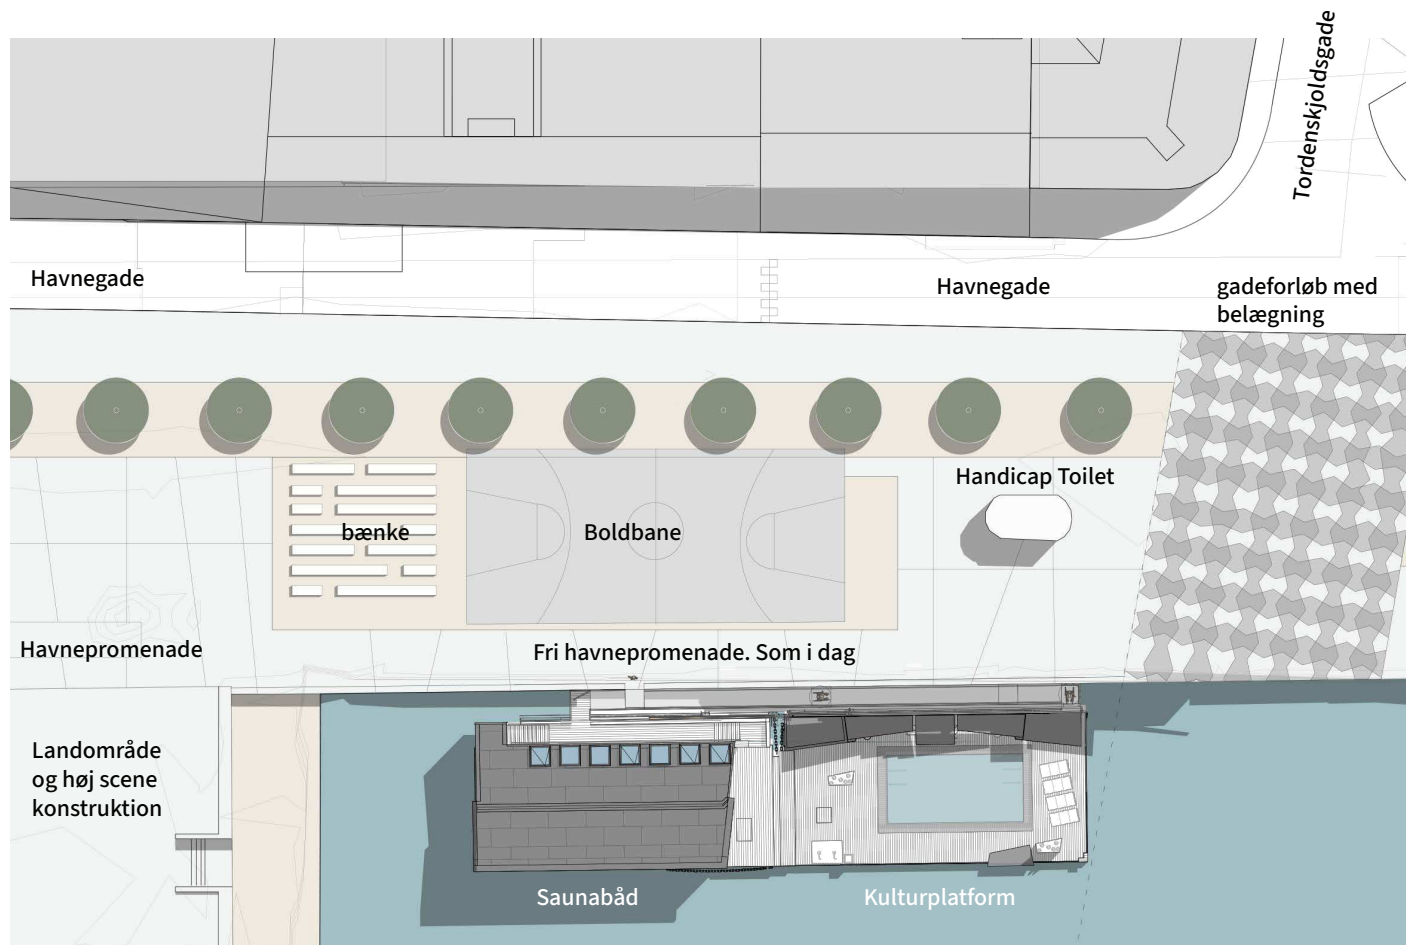 Tordenskjoldsgade
Havnegade
Havnegade
gadeforløb med
belægning
Handicap Toilet
bænke
Boldbane
Havnepromenade
Fri havnepromenade. Som i dag
Landområde
og høj scene
konstruktion
Saunabåd
Kulturplatform